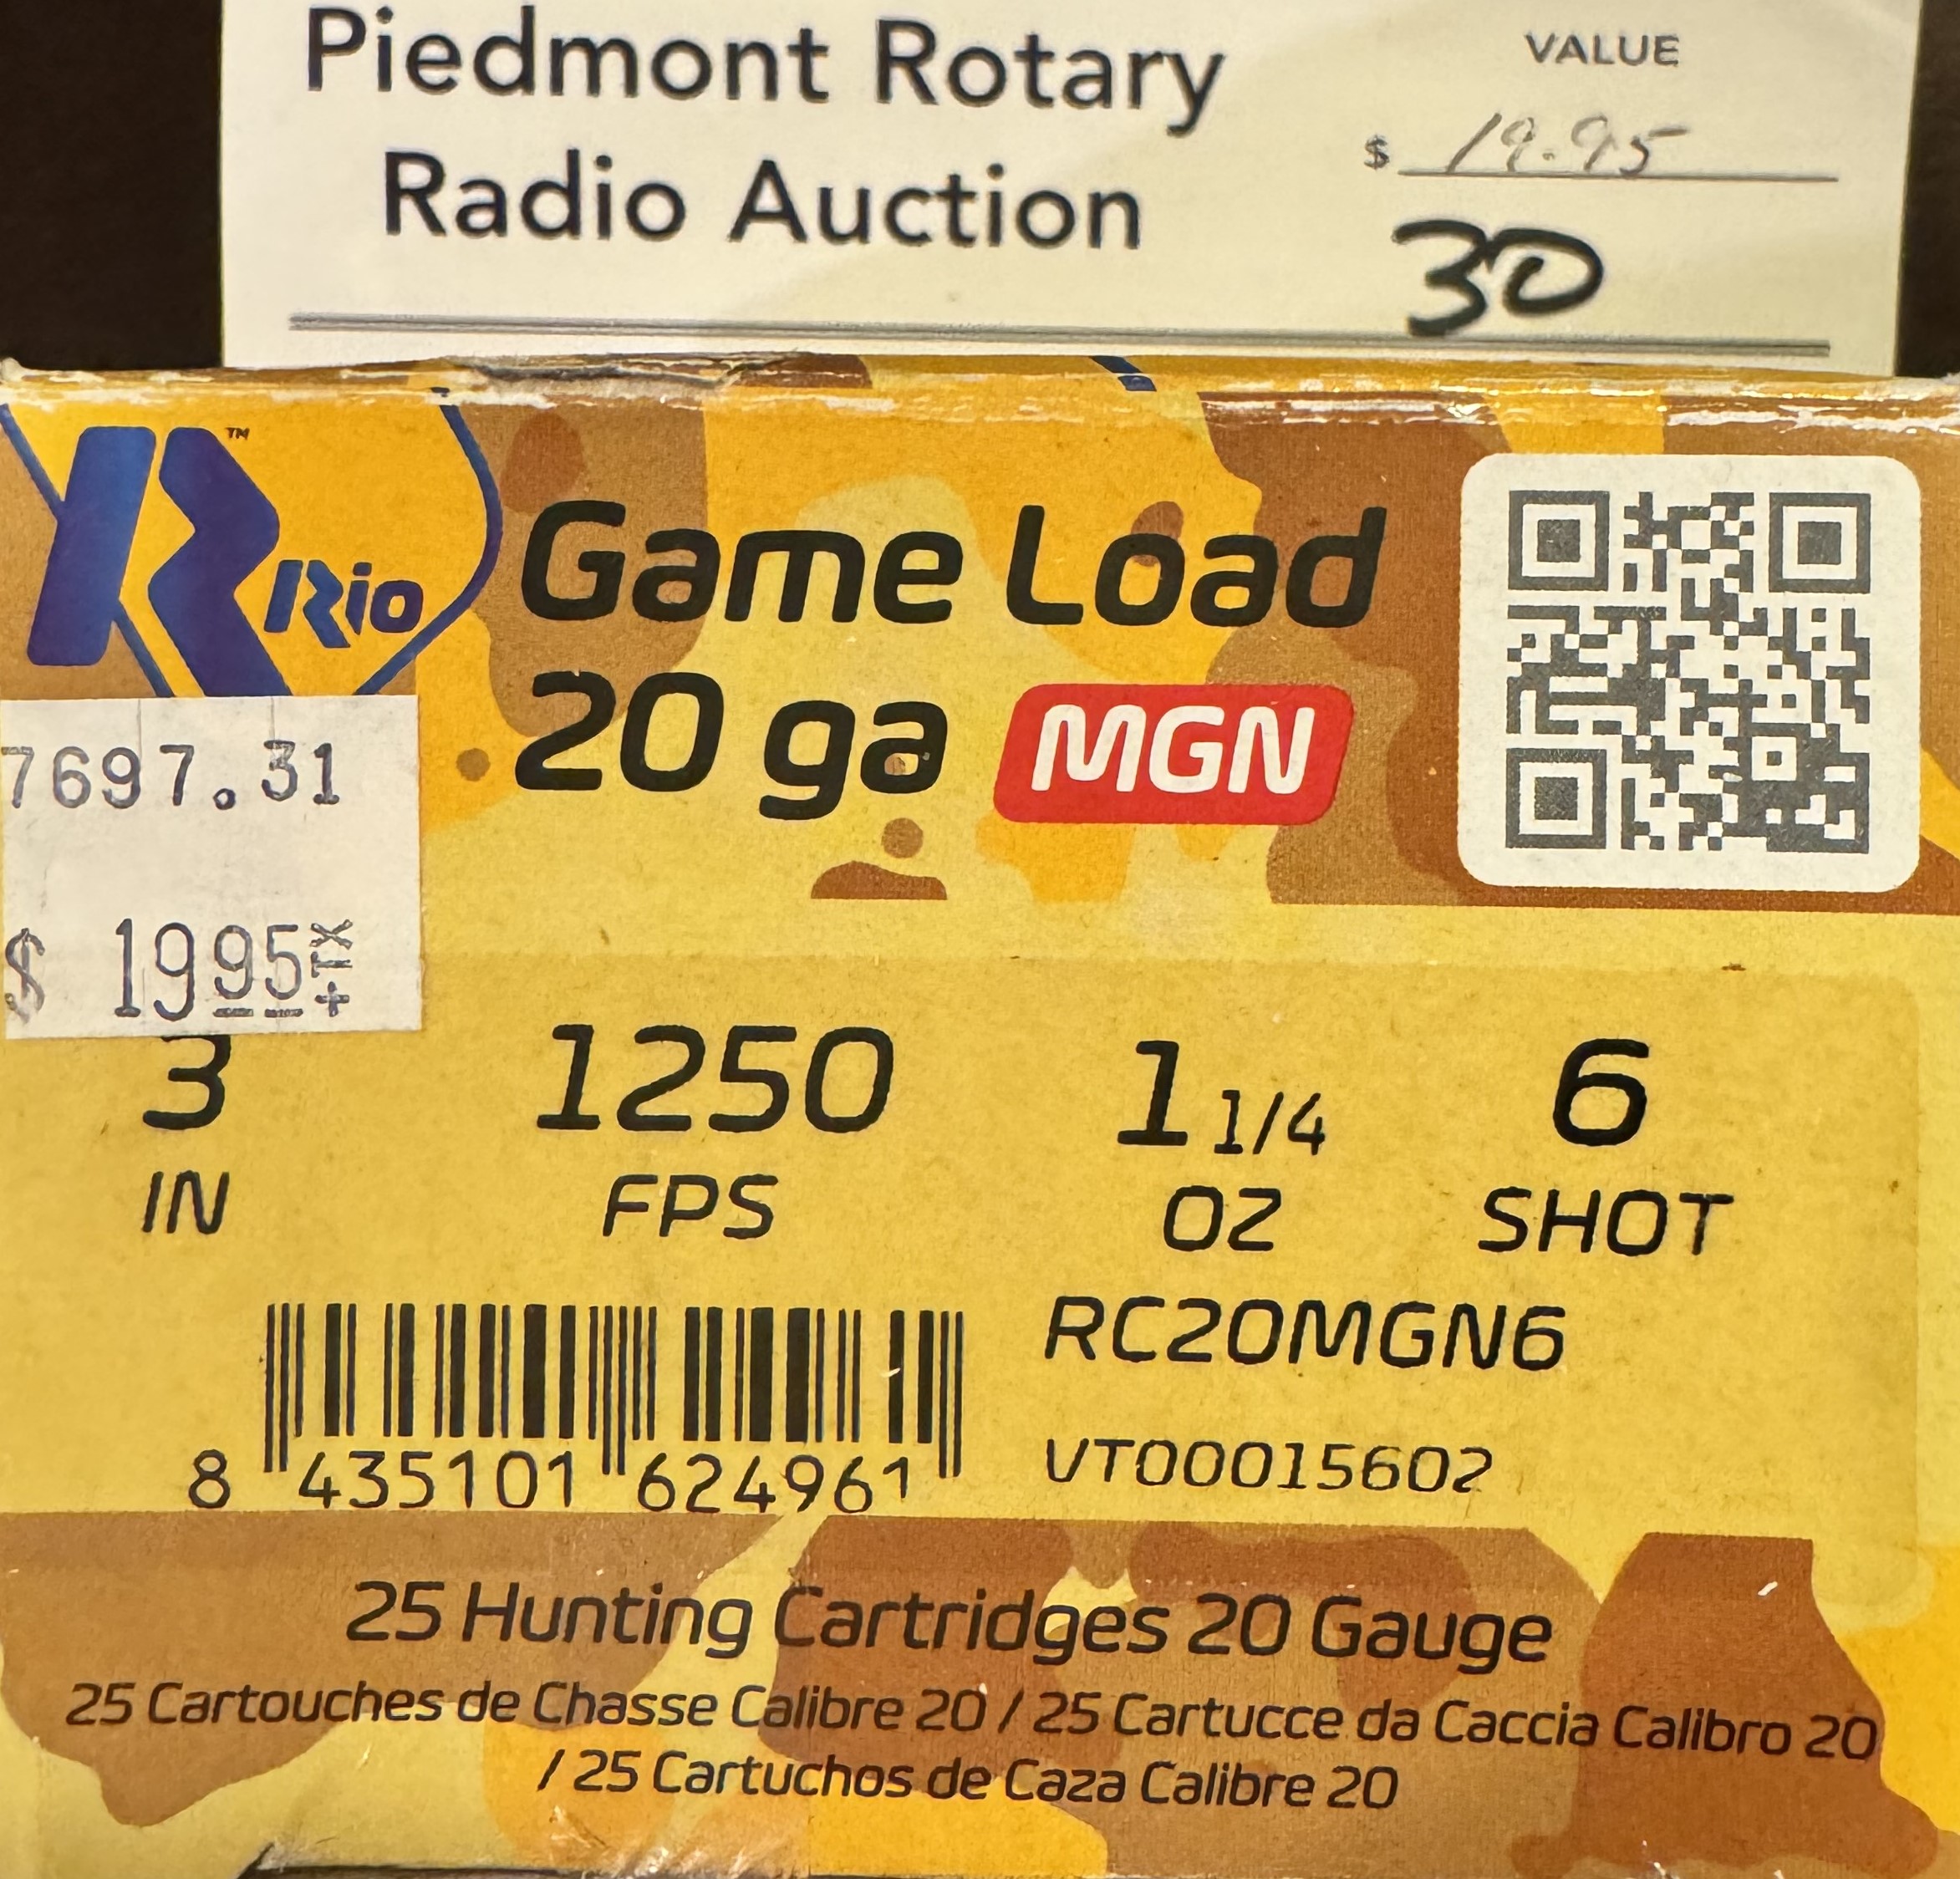 Piedmont Rotary
Radio Auction
VALUE
$ 19.95
30
R™ Rio
Game Load
20 ga MGN
7697.31
$ 1995+TX
3
IN
1250
FPS
1 1/4
OZ
6
SHOT
RC20MGN6
VT00015602
8 435101 624961
25 Hunting Cartridges 20 Gauge
25 Cartouches de Chasse Calibre 20 / 25 Cartucce da Caccia Calibro 20
/ 25 Cartuchos de Caza Calibre 20